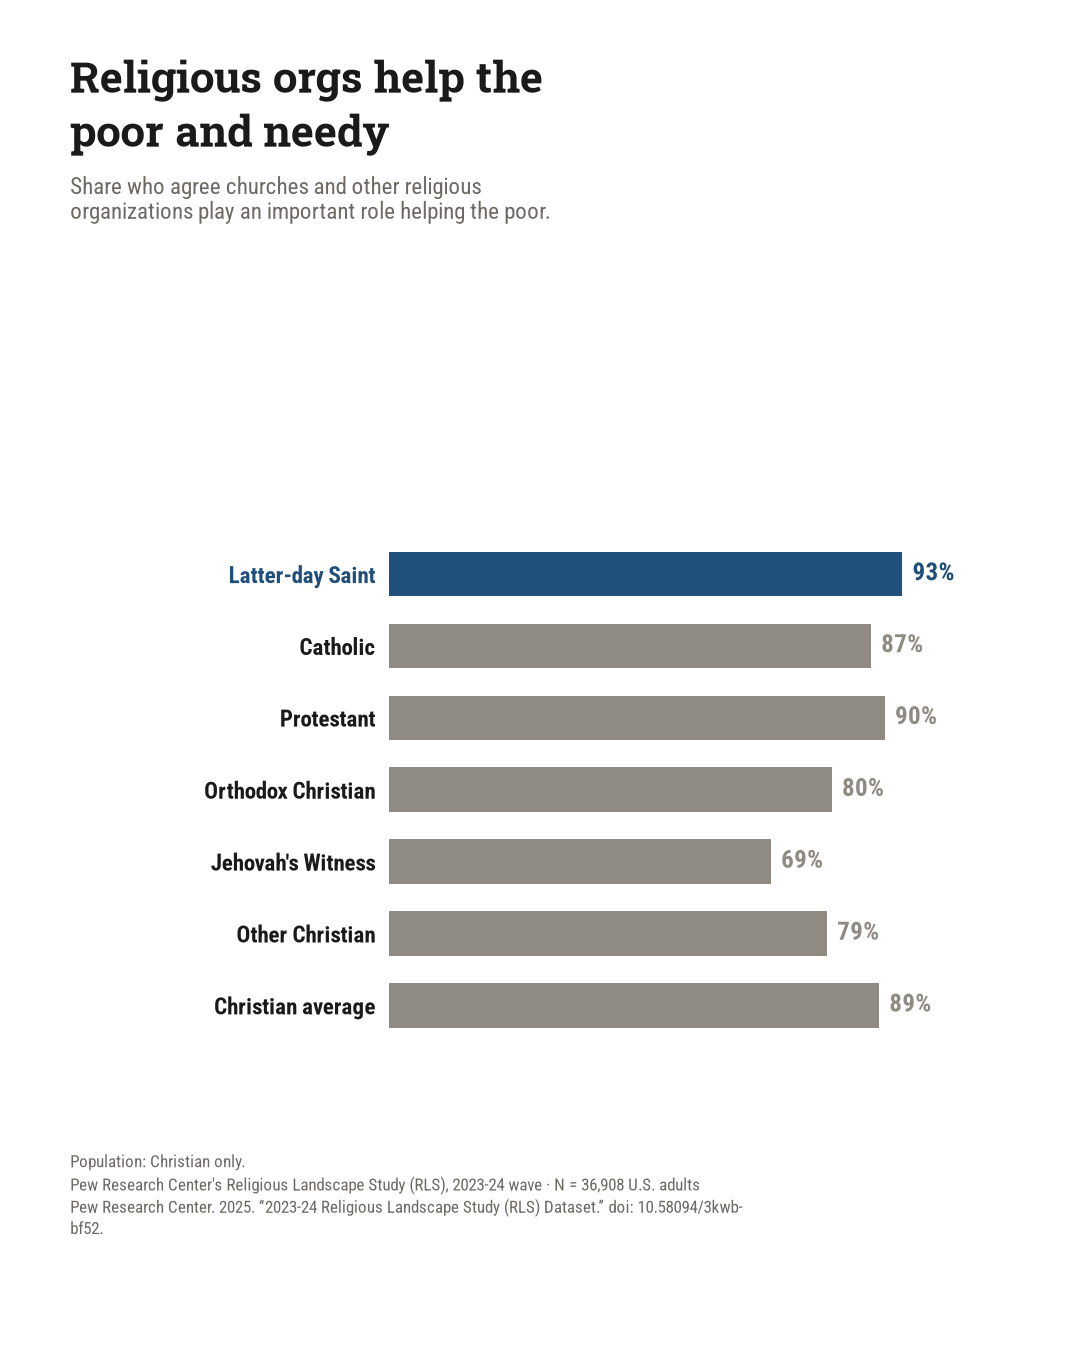 Religious orgs help the
poor and needy
Share who agree churches and other religious
organizations play an important role helping the poor.
Latter-day Saint 93%
Catholic 87%
Protestant 90%
Orthodox Christian 80%
Jehovah's Witness 69%
Other Christian 79%
Christian average 89%
Population: Christian only.
Pew Research Center's Religious Landscape Study (RLS), 2023-24 wave · N = 36,908 U.S. adults
Pew Research Center. 2025. “2023-24 Religious Landscape Study (RLS) Dataset.” doi: 10.58094/3kwb-
bf52.